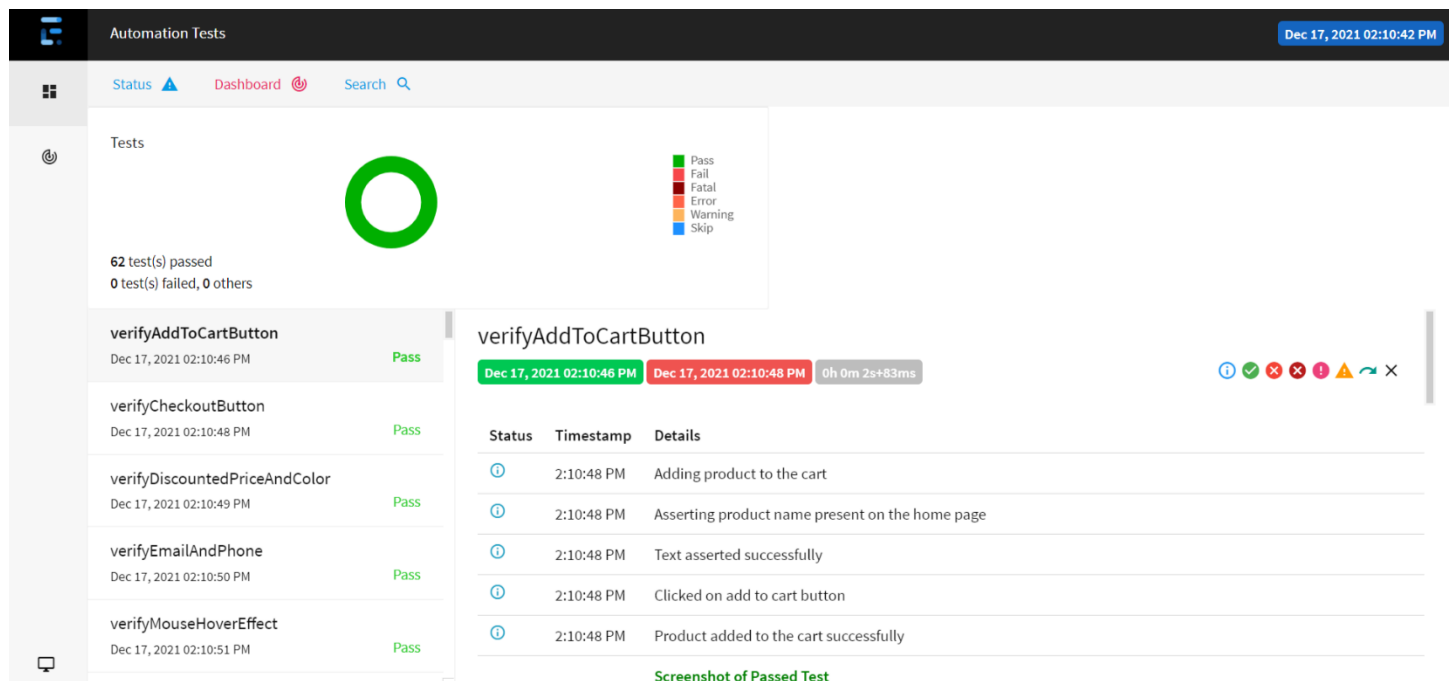 Automation Tests
Dec 17, 2021 02:10:42 PM
Status
Dashboard
Search
Tests
Pass
Fail
Fatal
Error
Warning
Skip
62 test(s) passed
0 test(s) failed, 0 others
verifyAddToCartButton
Dec 17, 2021 02:10:46 PM Pass
verifyCheckoutButton
Dec 17, 2021 02:10:48 PM Pass
verifyDiscountedPriceAndColor
Dec 17, 2021 02:10:49 PM Pass
verifyEmailAndPhone
Dec 17, 2021 02:10:50 PM Pass
verifyMouseHoverEffect
Dec 17, 2021 02:10:51 PM Pass
verifyAddToCartButton
Dec 17, 2021 02:10:46 PM Dec 17, 2021 02:10:48 PM 0h 0m 2s+83ms
Status Timestamp Details
2:10:48 PM Adding product to the cart
2:10:48 PM Asserting product name present on the home page
2:10:48 PM Text asserted successfully
2:10:48 PM Clicked on add to cart button
2:10:48 PM Product added to the cart successfully
Screenshot of Passed Test